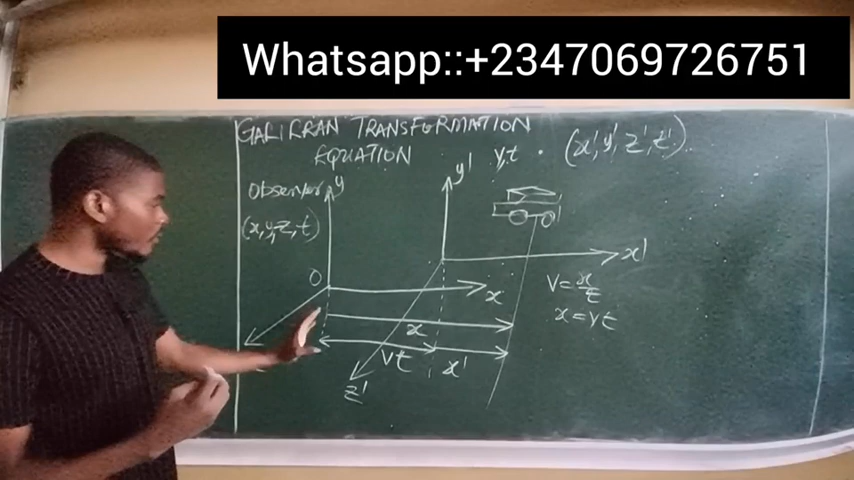 Whatsapp::+2347069726751
GALILEAN TRANSFORMATION
EQUATION
y,t . (x',y',z',t')
Observer y
y'
(x,y,z,t)
O'
x'
O
x
V = x/t
x
x = vt
vt x'
z'